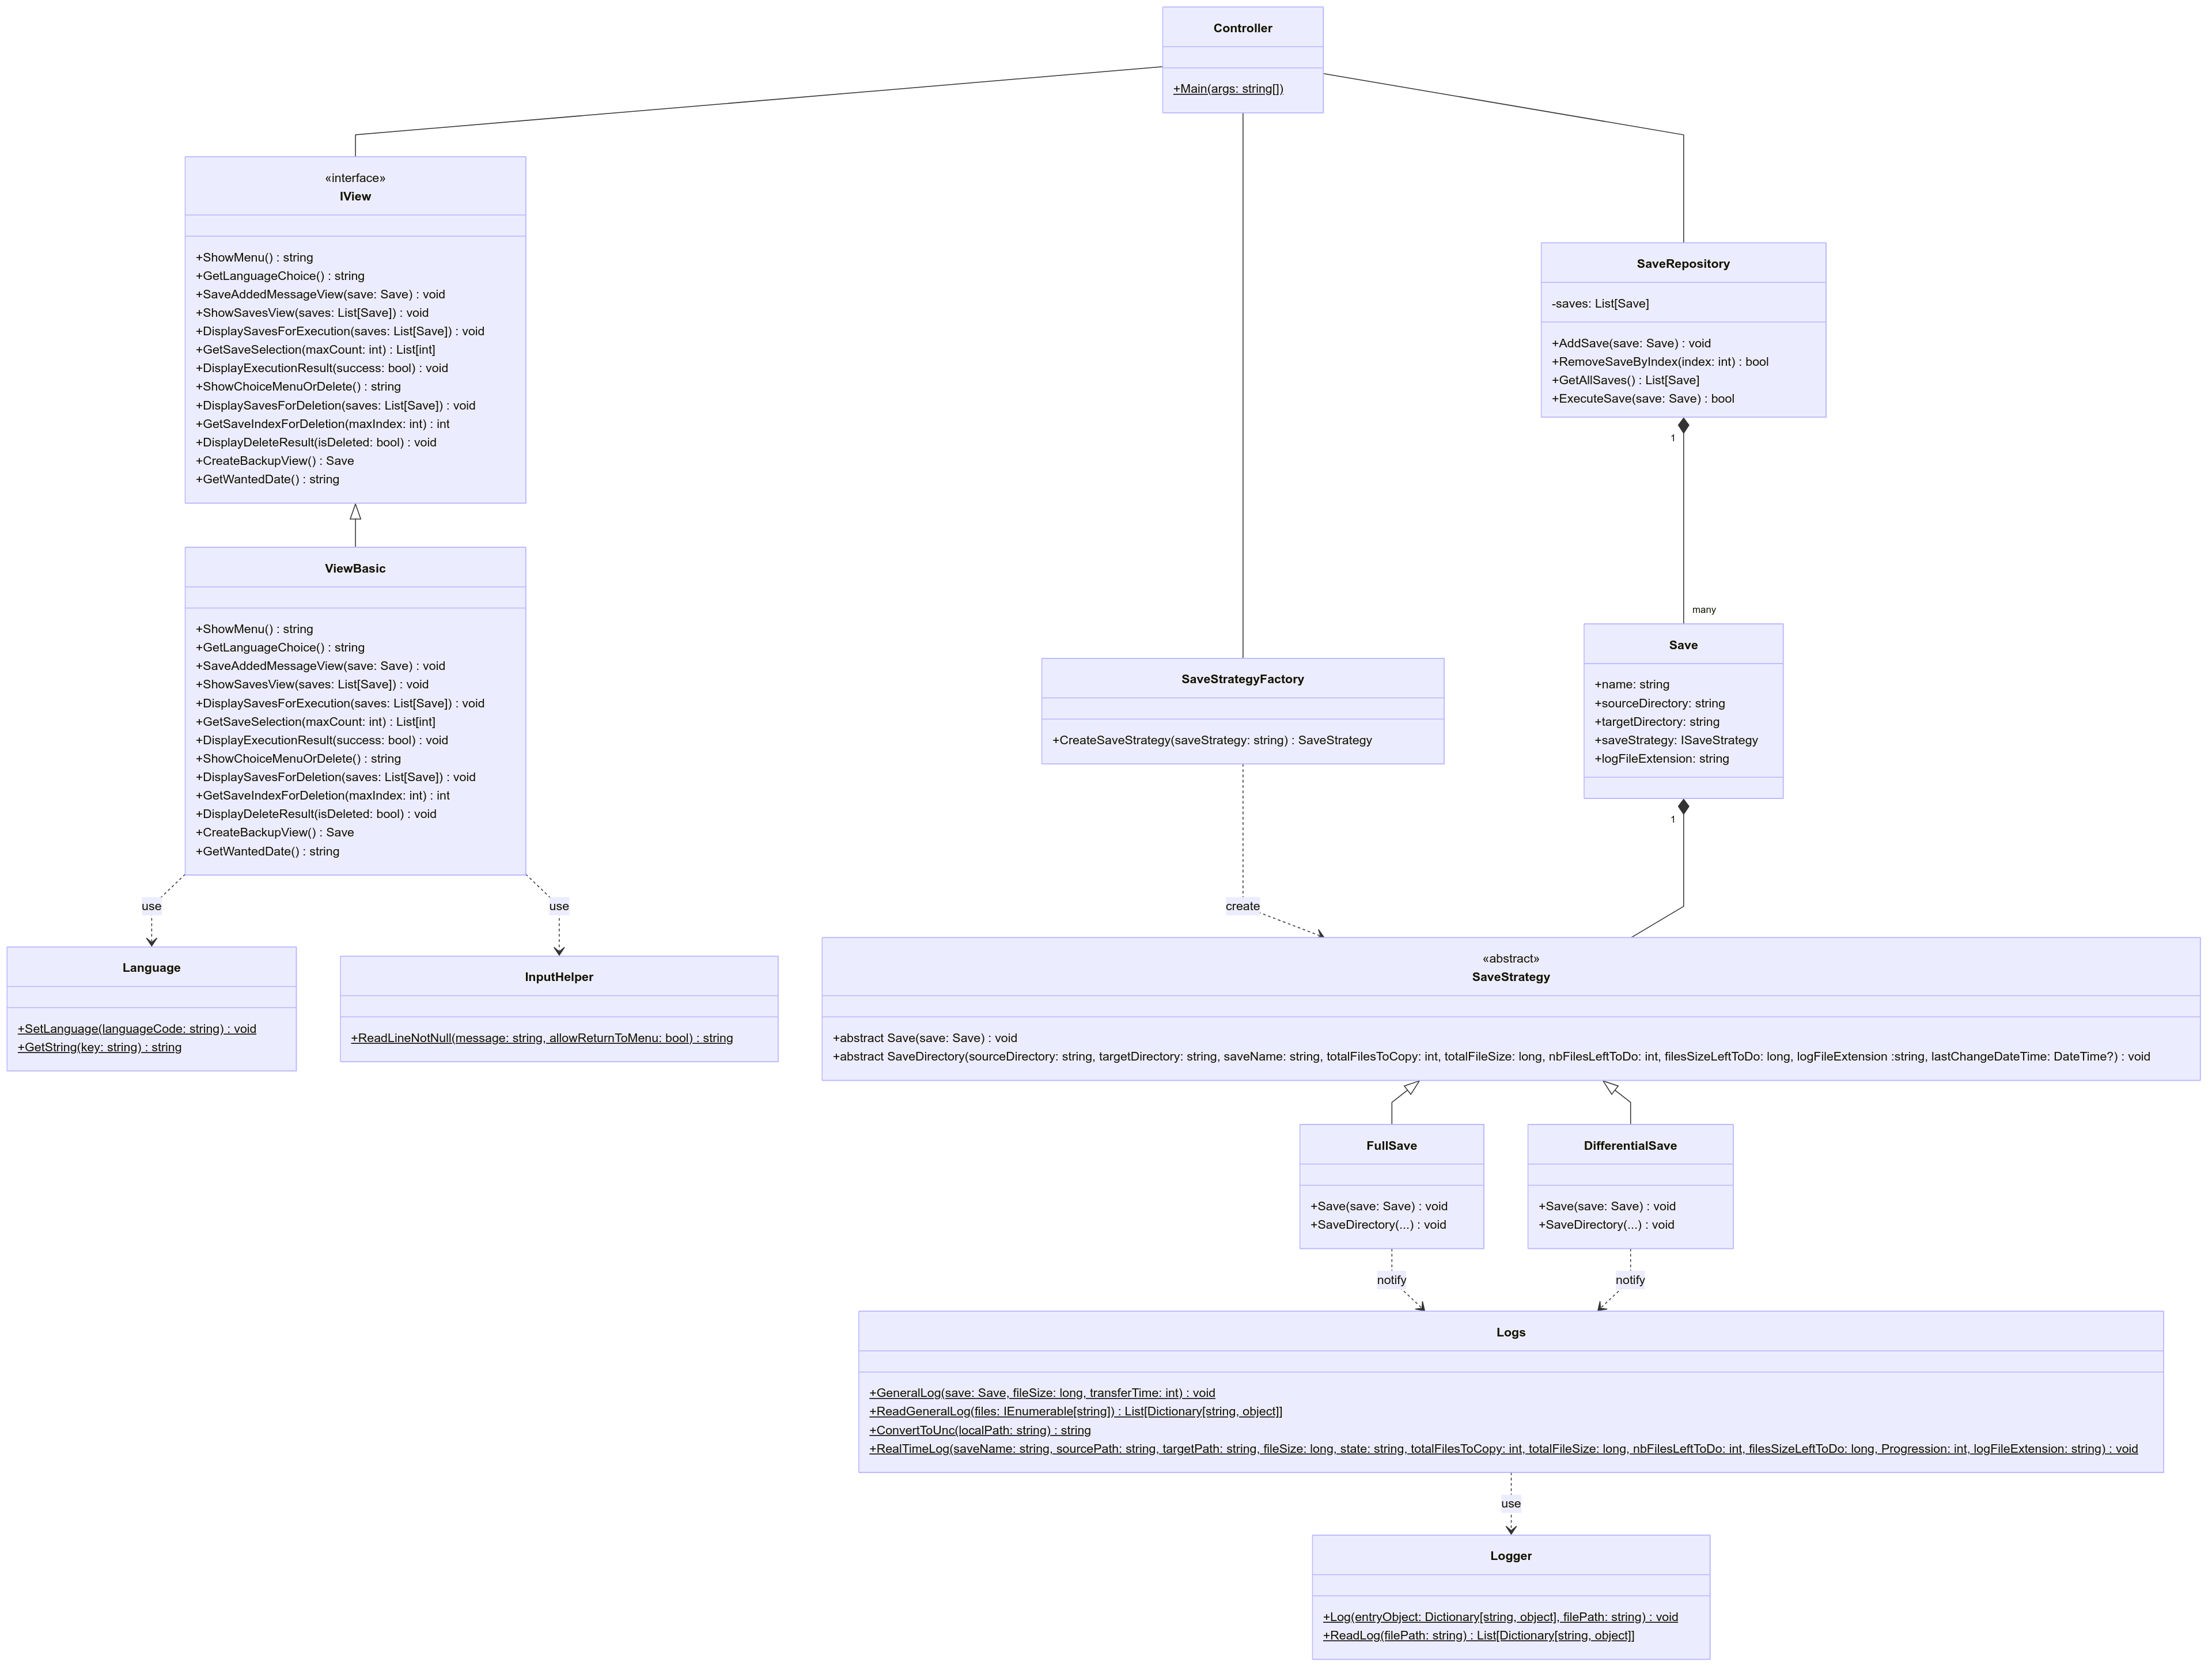 Controller
+Main(args: string[])
«interface»
IView
+ShowMenu() : string
+GetLanguageChoice() : string
+SaveAddedMessageView(save: Save) : void
+ShowSavesView(saves: List[Save]) : void
+DisplaySavesForExecution(saves: List[Save]) : void
+GetSaveSelection(maxCount: int) : List[int]
+DisplayExecutionResult(success: bool) : void
+ShowChoiceMenuOrDelete() : string
+DisplaySavesForDeletion(saves: List[Save]) : void
+GetSaveIndexForDeletion(maxIndex: int) : int
+DisplayDeleteResult(isDeleted: bool) : void
+CreateBackupView() : Save
+GetWantedDate() : string
SaveRepository
-saves: List[Save]
+AddSave(save: Save) : void
+RemoveSaveByIndex(index: int) : bool
+GetAllSaves() : List[Save]
+ExecuteSave(save: Save) : bool
1
many
ViewBasic
+ShowMenu() : string
+GetLanguageChoice() : string
+SaveAddedMessageView(save: Save) : void
+ShowSavesView(saves: List[Save]) : void
+DisplaySavesForExecution(saves: List[Save]) : void
+GetSaveSelection(maxCount: int) : List[int]
+DisplayExecutionResult(success: bool) : void
+ShowChoiceMenuOrDelete() : string
+DisplaySavesForDeletion(saves: List[Save]) : void
+GetSaveIndexForDeletion(maxIndex: int) : int
+DisplayDeleteResult(isDeleted: bool) : void
+CreateBackupView() : Save
+GetWantedDate() : string
SaveStrategyFactory
+CreateSaveStrategy(saveStrategy: string) : SaveStrategy
Save
+name: string
+sourceDirectory: string
+targetDirectory: string
+saveStrategy: ISaveStrategy
+logFileExtension: string
1
use
use
create
Language
+SetLanguage(languageCode: string) : void
+GetString(key: string) : string
InputHelper
+ReadLineNotNull(message: string, allowReturnToMenu: bool) : string
«abstract»
SaveStrategy
+abstract Save(save: Save) : void
+abstract SaveDirectory(sourceDirectory: string, targetDirectory: string, saveName: string, totalFilesToCopy: int, totalFileSize: long, nbFilesLeftToDo: int, filesSizeLeftToDo: long, logFileExtension :string, lastChangeDateTime: DateTime?) : void
FullSave
+Save(save: Save) : void
+SaveDirectory(...) : void
DifferentialSave
+Save(save: Save) : void
+SaveDirectory(...) : void
notify
notify
Logs
+GeneralLog(save: Save, fileSize: long, transferTime: int) : void
+ReadGeneralLog(files: IEnumerable[string]) : List[Dictionary[string, object]]
+ConvertToUnc(localPath: string) : string
+RealTimeLog(saveName: string, sourcePath: string, targetPath: string, fileSize: long, state: string, totalFilesToCopy: int, totalFileSize: long, nbFilesLeftToDo: int, filesSizeLeftToDo: long, Progression: int, logFileExtension: string) : void
use
Logger
+Log(entryObject: Dictionary[string, object], filePath: string) : void
+ReadLog(filePath: string) : List[Dictionary[string, object]]